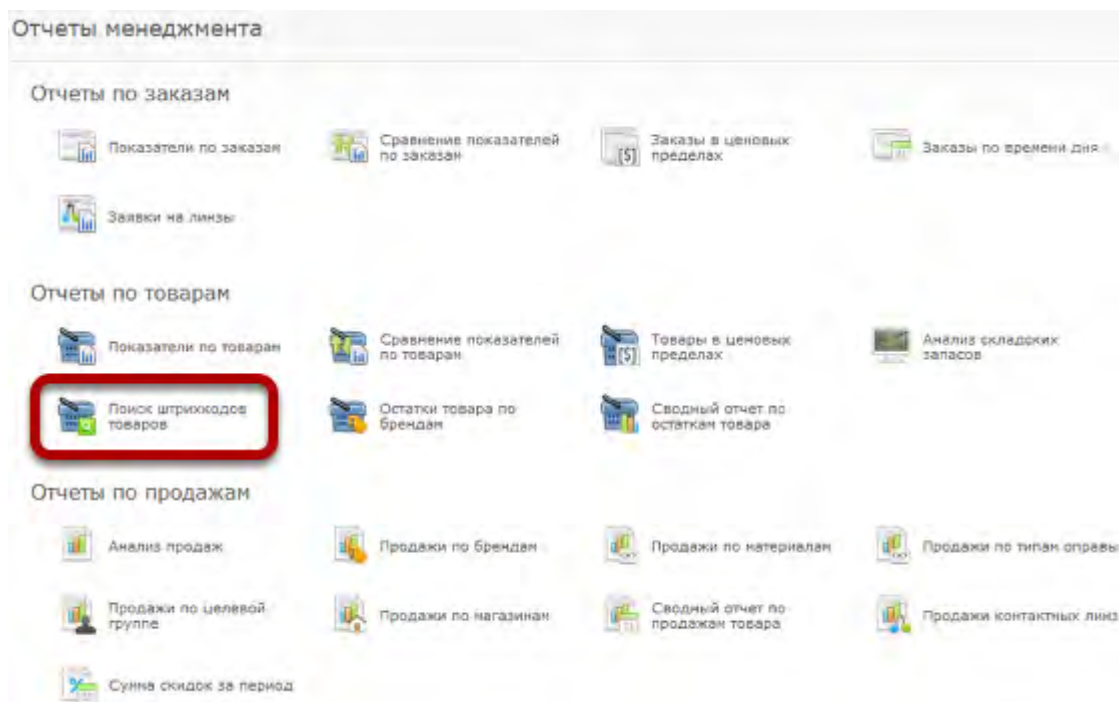 Отчеты менеджмента
Отчеты по заказам
Показатели по заказам
Сравнение показателей
по заказам
Заказы в ценовых
пределах
Заказы по времени дня
Заявки на линзы
Отчеты по товарам
Показатели по товарам
Сравнение показателей
по товарам
Товары в ценовых
пределах
Анализ складских
запасов
Поиск штрихкодов
товаров
Остатки товара по
брендам
Сводный отчет по
остаткам товара
Отчеты по продажам
Анализ продаж
Продажи по брендам
Продажи по материалам
Продажи по типам оправы
Продажи по целевой
группе
Продажи по магазинам
Сводный отчет по
продажам товара
Продажи контактных линз
Сумма скидок за период